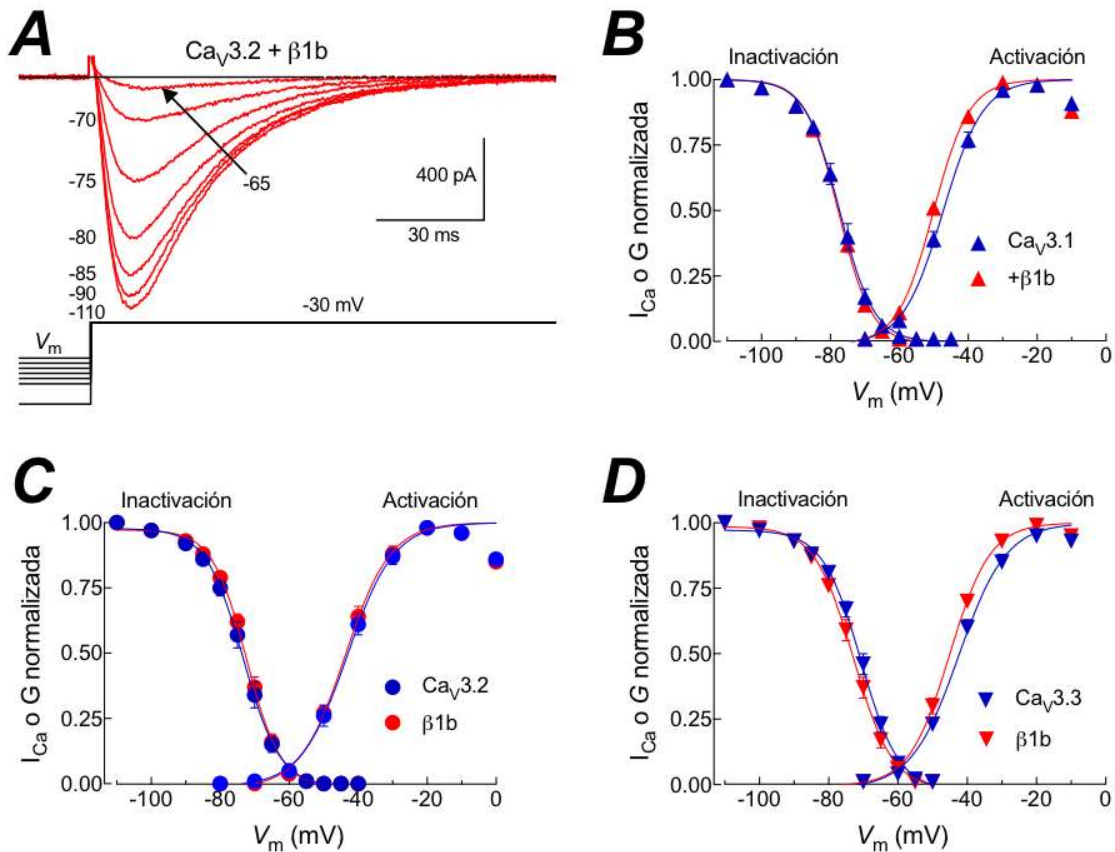 A
CaV3.2 + β1b
-70
-75
-65
400 pA
30 ms
-80
-85
-90
-110
-30 mV
Vm
B
Inactivación Activación
1.00
0.75
0.50
0.25
0.00
ICa o G normalizada
CaV3.1
+β1b
-100 -80 -60 -40 -20 0
Vm (mV)
C
Inactivación Activación
1.00
0.75
0.50
0.25
0.00
ICa o G normalizada
CaV3.2
β1b
-100 -80 -60 -40 -20 0
Vm (mV)
D
Inactivación Activación
1.00
0.75
0.50
0.25
0.00
ICa o G normalizada
CaV3.3
β1b
-100 -80 -60 -40 -20 0
Vm (mV)